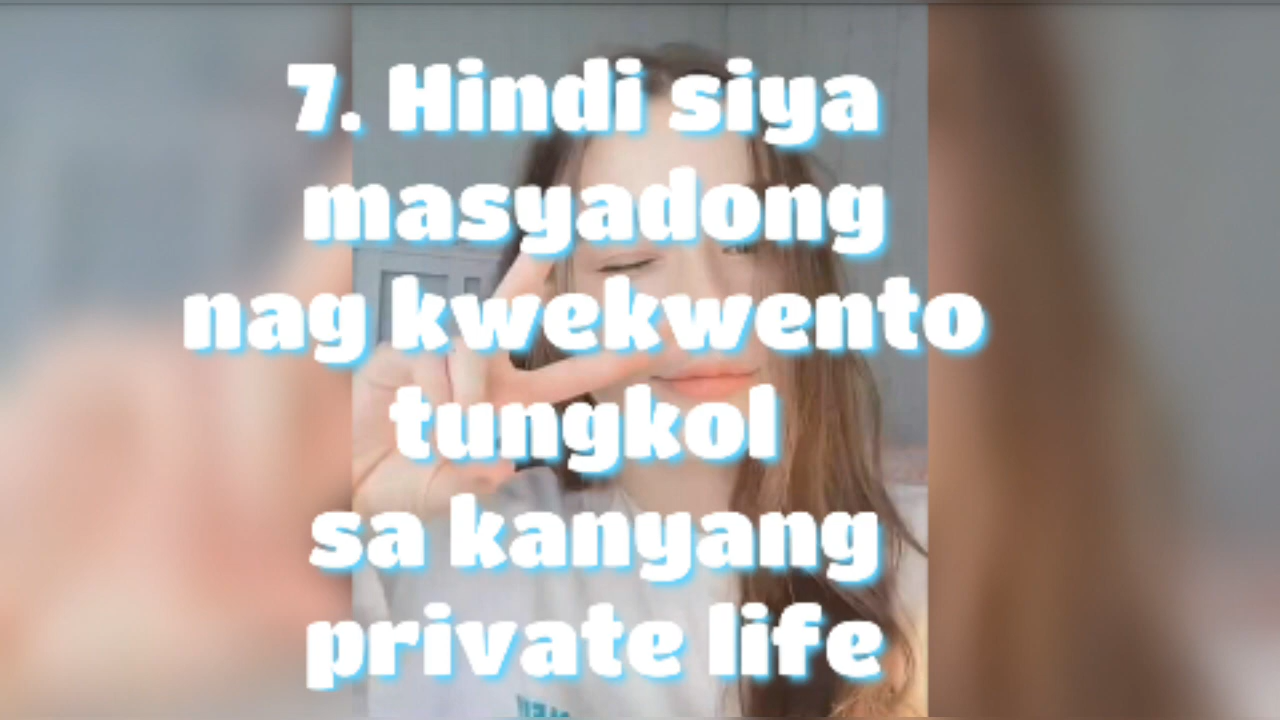 7. Hindi siya
masyadong
nag kwekwento
tungkol
sa kanyang
private life